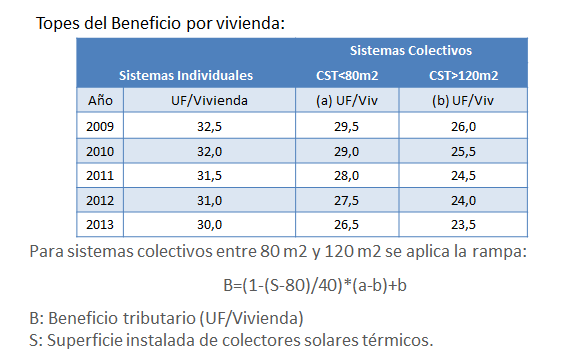 Topes del Beneficio por vivienda:
Sistemas Colectivos
Sistemas Individuales CST<80m2 CST>120m2
Año UF/Vivienda (a) UF/Viv (b) UF/Viv
2009 32,5 29,5 26,0
2010 32,0 29,0 25,5
2011 31,5 28,0 24,5
2012 31,0 27,5 24,0
2013 30,0 26,5 23,5
Para sistemas colectivos entre 80 m2 y 120 m2 se aplica la rampa:
B=(1-(S-80)/40)*(a-b)+b
B: Beneficio tributario (UF/Vivienda)
S: Superficie instalada de colectores solares térmicos.